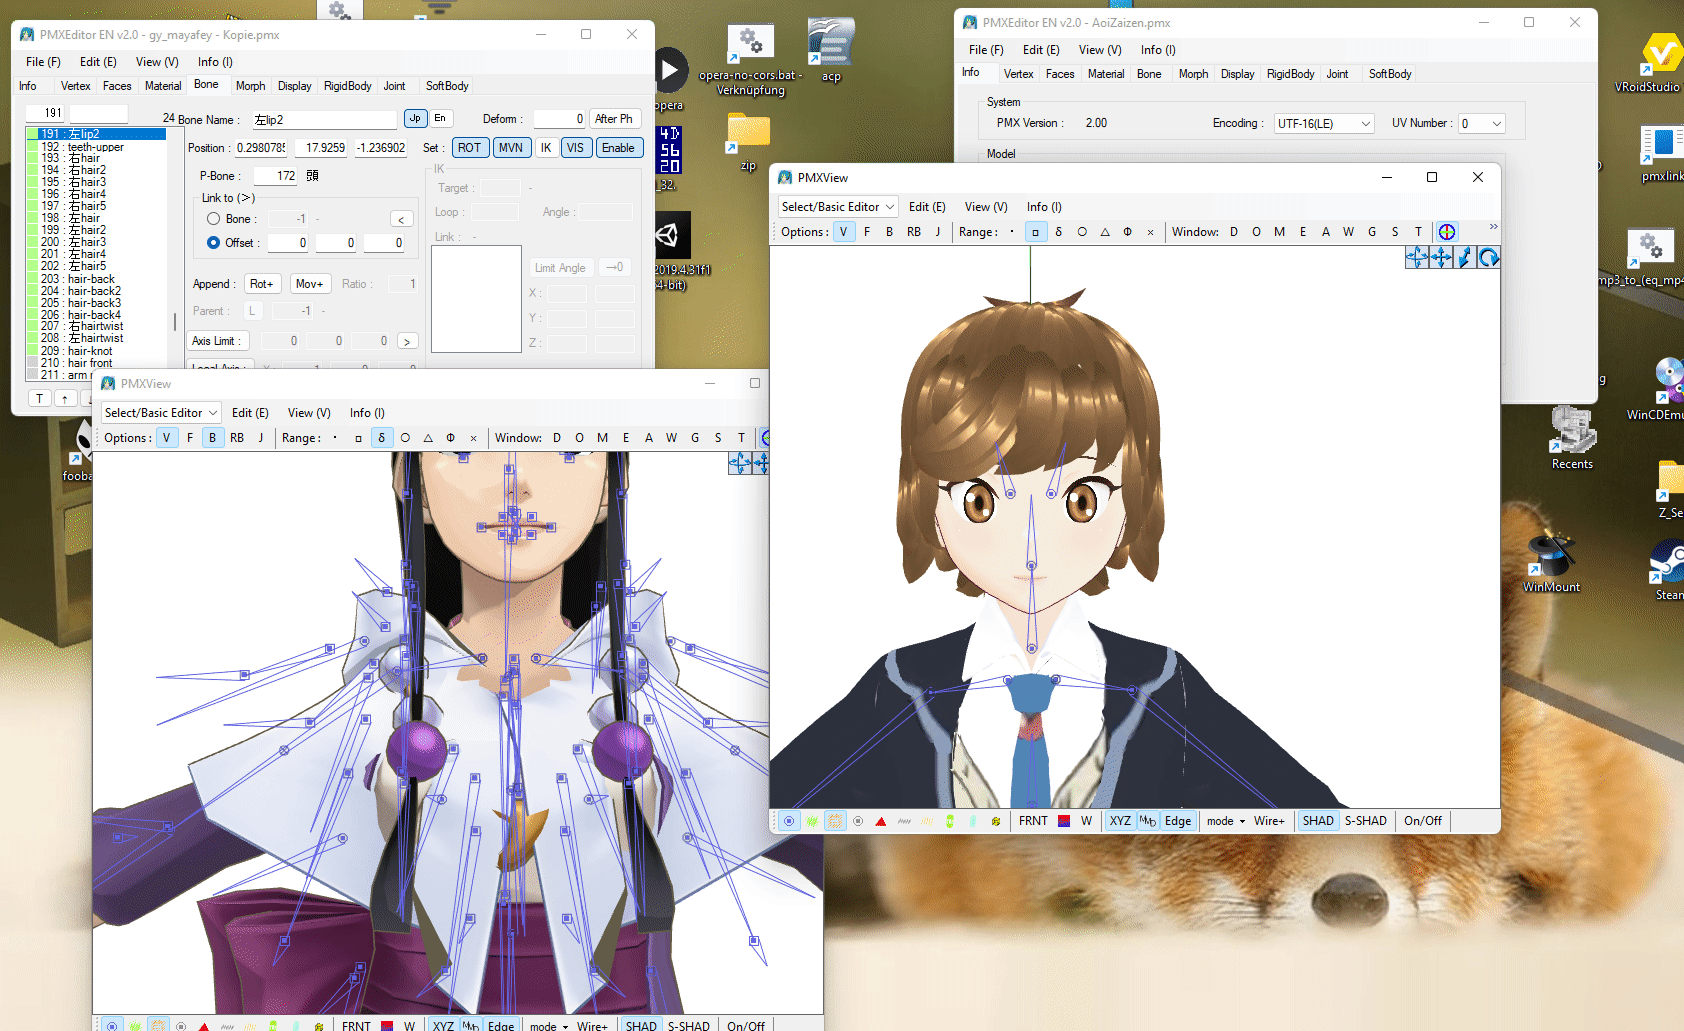 PMXEditor EN v2.0 - gy_mayafey - Kopie.pmx
File (F) Edit (E) View (V) Info (I)
Info Vertex Faces Material Bone Morph Display RigidBody Joint SoftBody
191
24 Bone Name : 左lip2 Jp En Deform : 0 After Ph
Position : 0.298078 17.9259 -1.236902 Set : ROT MVN IK VIS Enable
P-Bone : 172 頭
Link to (>)
Bone : -1 - <
Offset : 0 0 0
Append : Rot+ Mov+ Ratio : 1
Parent : L -1 -
Axis Limit : 0 0 0 >
Local Axis :
IK
Target : -
Loop : Angle :
Link : -
Limit Angle →0
X :
Y :
Z :
191 : 左lip2
192 : teeth-upper
193 : 右hair
194 : 右hair2
195 : 右hair3
196 : 右hair4
197 : 右hair5
198 : 左hair
199 : 左hair2
200 : 左hair3
201 : 左hair4
202 : 左hair5
203 : hair-back
204 : hair-back2
205 : hair-back3
206 : hair-back4
207 : 右hairtwist
208 : 左hairtwist
209 : hair-knot
210 : hair front
211 : arm
T ↑
PMXView
Select/Basic Editor Edit (E) View (V) Info (I)
Options : V F B RB J Range : · ¤ δ ○ △ Φ × Window: D O M E A W G S T
FRNT W XYZ Edge mode Wire+ SHAD S-SHAD On/Off
PMXEditor EN v2.0 - AoiZaizen.pmx
File (F) Edit (E) View (V) Info (I)
Info Vertex Faces Material Bone Morph Display RigidBody Joint SoftBody
System
PMX Version : 2.00 Encoding : UTF-16(LE) UV Number : 0
Model
PMXView
Select/Basic Editor Edit (E) View (V) Info (I)
Options : V F B RB J Range : · ¤ δ ○ △ Φ × Window: D O M E A W G S T
FRNT W XYZ Edge mode Wire+ SHAD S-SHAD On/Off
opera
opera-no-cors.bat -
Verknüpfung
acp
zip
4D
56
20
_32.
2019.4.31f1
4-bit)
fooba
VRoidStudio
pmxlink
mp3_to_(eq_mp4
WinCDEmu
Recents
Z_Se
WinMount
Steam